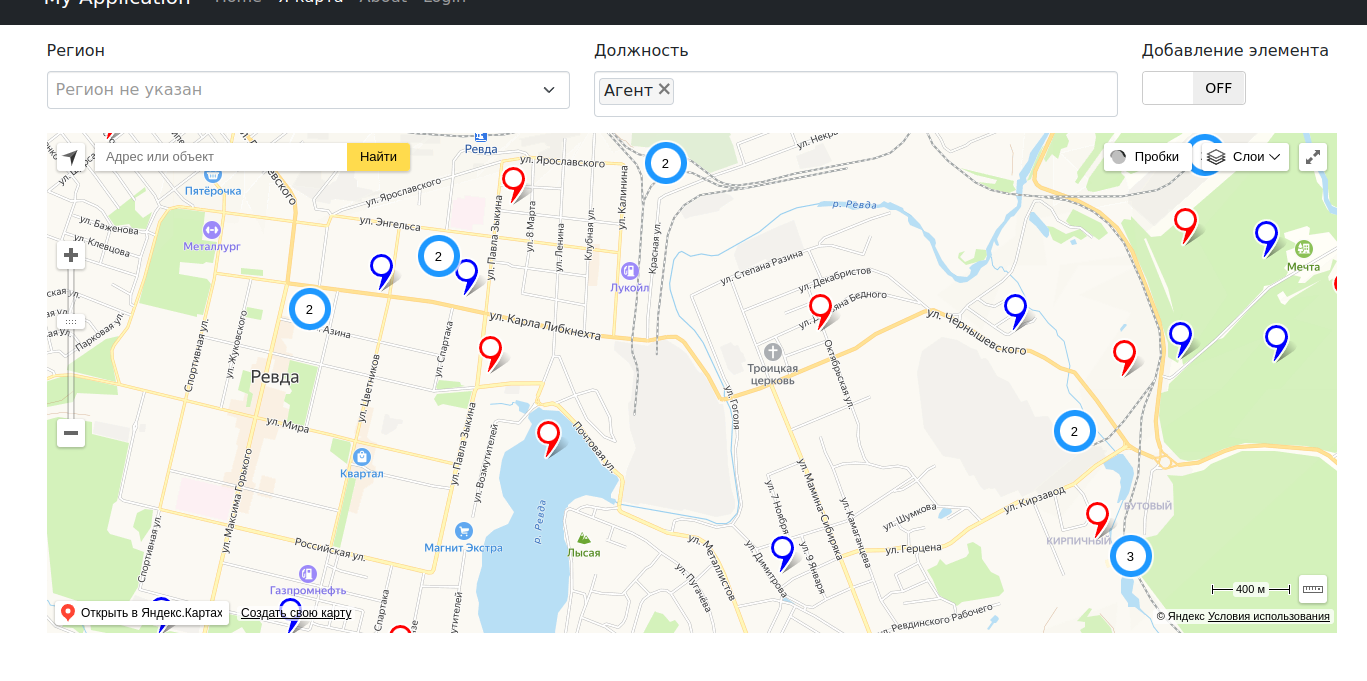 My Application Home Я карта About Login
Регион
Должность
Добавление элемента
Регион не указан
Агент ✕
OFF
Адрес или объект
Найти
Пробки
Слои
Ревда
ул. Ярославского
2
ул. Некра
Пятёрочка
ул. Ярославского
ул. Калинина
р. Ревда
ул. Баженова
ул. Клевцова
Металлург
ул. Энгельса
ул. Павла Зыкина
ул. 8 Марта
ул. Ленина
Клубная ул.
Красная ул.
2
Лукойл
ул. Степана Разина
ул. Декабристов
Мечта
2
Азина
Парковая ул.
Спортивная ул.
ул. Жуковского
ул. Спартака
ул. Карла Либкнехта
ул. Чернышевского
Троицкая
церковь
Октябрьская ул.
Ревда
ул. Цветников
ул. Гоголя
ул. Мира
ул. Павла Зыкина
ул. Возмутителей
Почтовая ул.
2
Квартал
ул. Максима Горького
ул. Мамина-Сибиряка
ул. 7 Ноября
ул. Камаганцева
ул. Кирзавод
ул. Шумкова
БУТОВЫЙ
Спортивная ул.
Магнит Экстра
р. Ревда
Лысая
КИРПИЧНЫЙ
Российская ул.
ул. Металлистов
ул. Димитрова
ул. 9 Января
ул. Герцена
3
Газпромнефть
ул. Пугачёва
400 м
Спартака
утителей
ул. Ревдинского Рабочего
Открыть в Яндекс.Картах
Создать свою карту
© Яндекс Условия использования